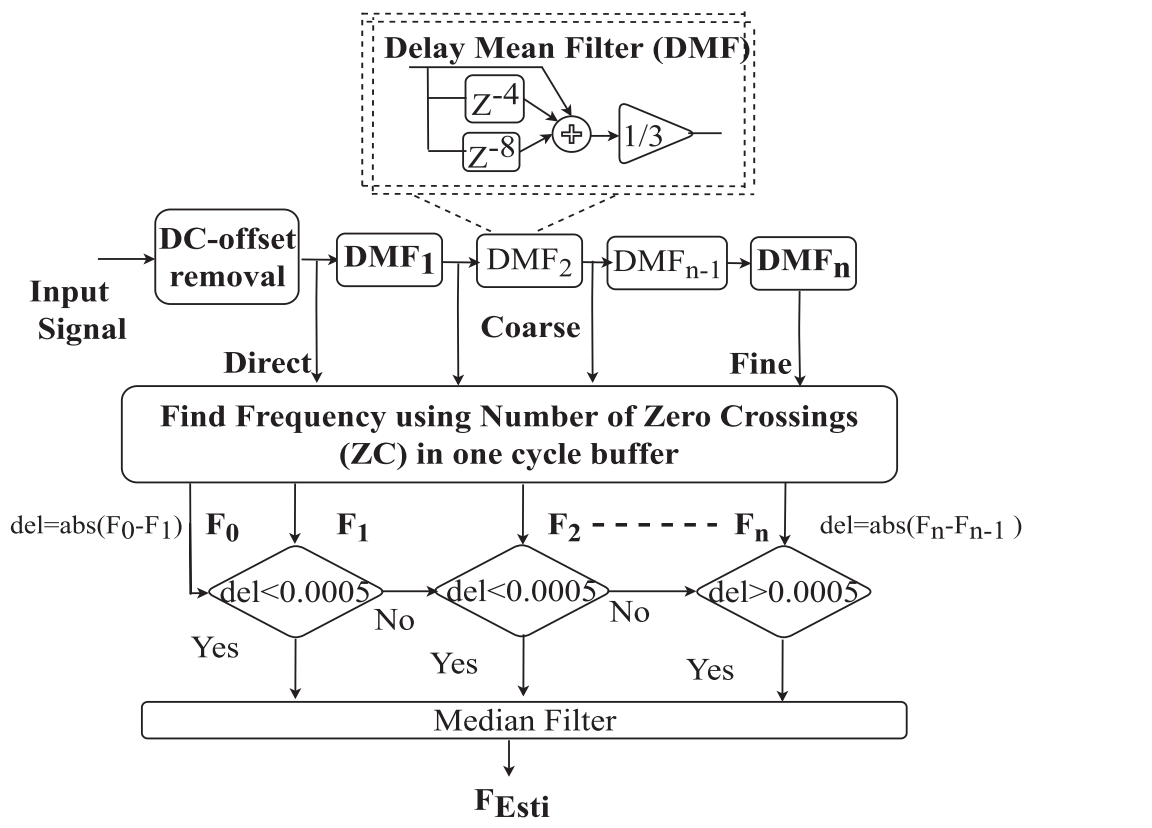 Delay Mean Filter (DMF)
Z-4
Z-8
1/3
DC-offset
removal
DMF1
DMF2
DMFn-1
DMFn
Input
Signal
Coarse
Direct
Fine
Find Frequency using Number of Zero Crossings
(ZC) in one cycle buffer
del=abs(F0-F1)
F0
F1
F2
Fn
del=abs(Fn-Fn-1 )
del<0.0005
del<0.0005
del>0.0005
No
No
Yes
Yes
Yes
Median Filter
FEsti